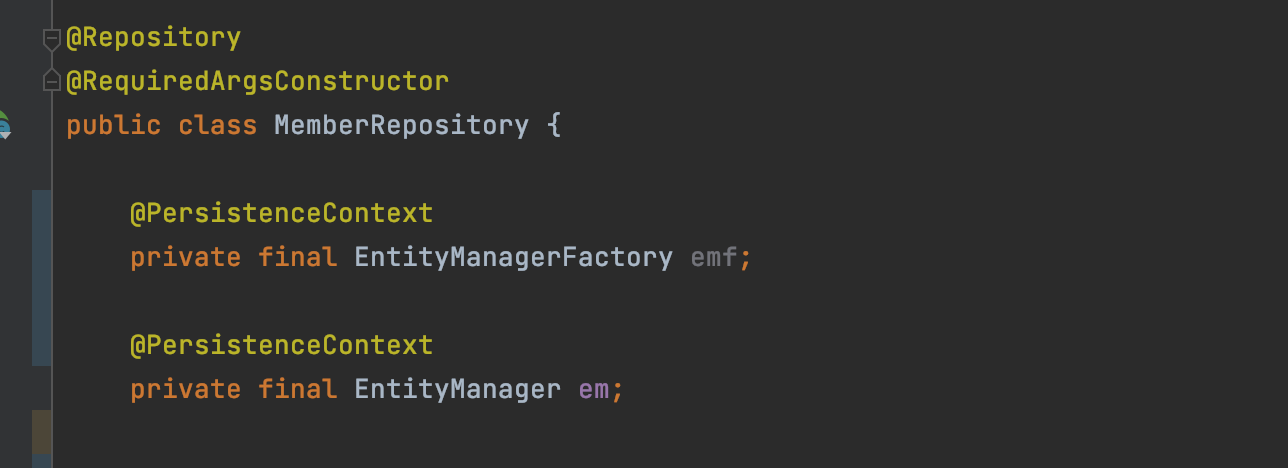 @Repository
@RequiredArgsConstructor
public class MemberRepository {
@PersistenceContext
private final EntityManagerFactory emf;
@PersistenceContext
private final EntityManager em;